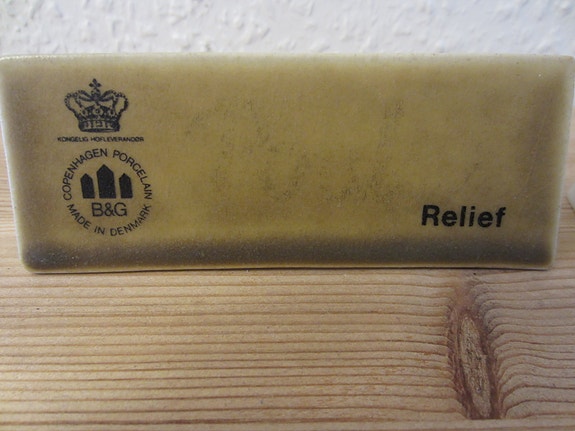 KONGELIG HOFLEVERANDØR
COPENHAGEN PORCELAIN
B&G
MADE IN DENMARK
Relief